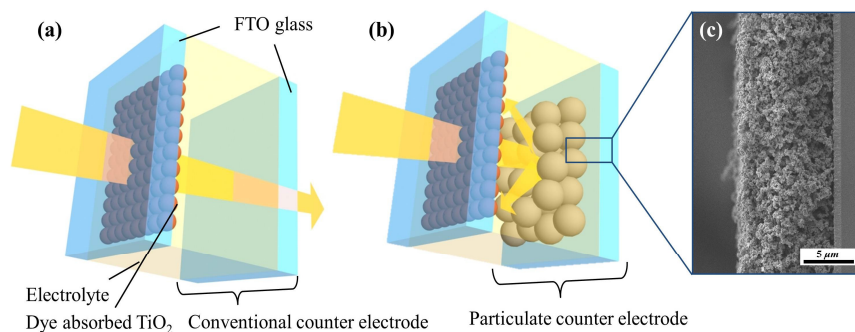 (a)
FTO glass
(b)
(c)
5 μm
Electrolyte
Dye absorbed TiO₂
Conventional counter electrode
Particulate counter electrode